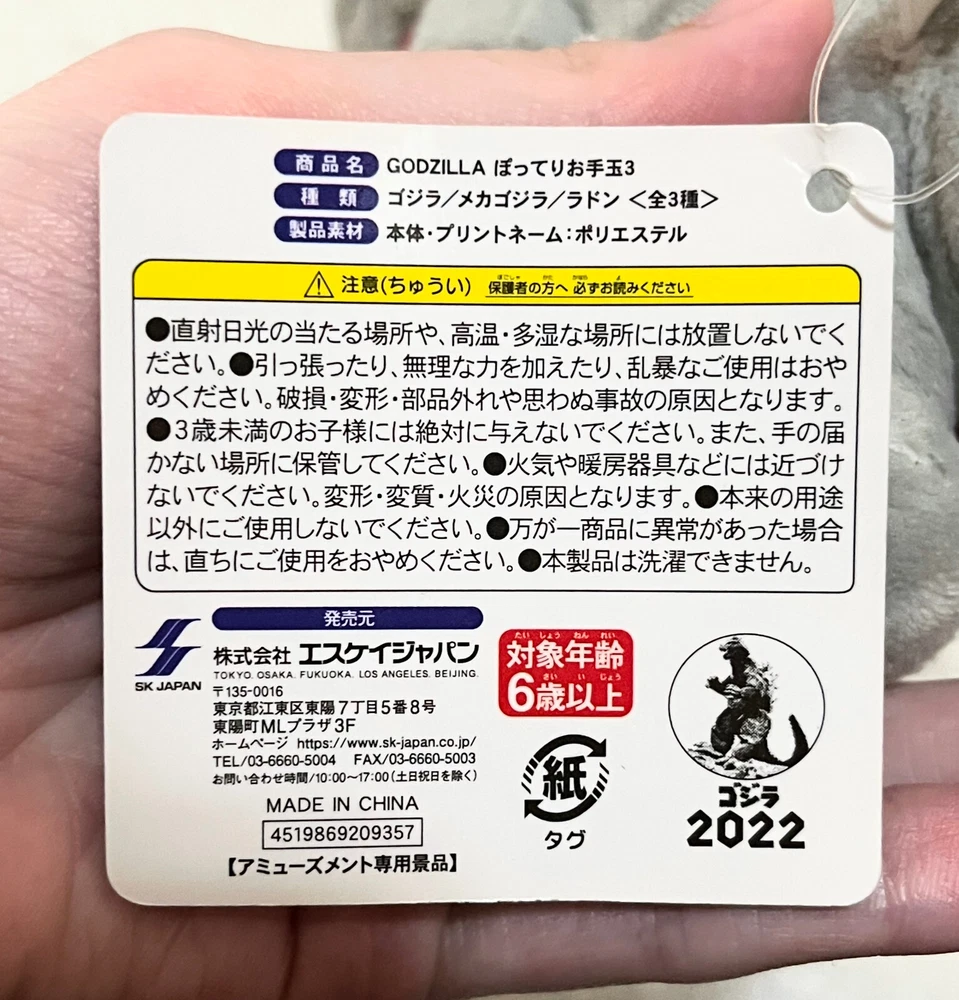 商品名 GODZILLA ぽってりお手玉3
種類 ゴジラ／メカゴジラ／ラドン ＜全3種＞
製品素材 本体・プリントネーム：ポリエステル
注意(ちゅうい) 保護者の方へ 必ずお読みください
●直射日光の当たる場所や、高温・多湿な場所には放置しないでく
ださい。●引っ張ったり、無理な力を加えたり、乱暴なご使用はおや
めください。破損・変形・部品外れや思わぬ事故の原因となります。
●3歳未満のお子様には絶対に与えないでください。また、手の届
かない場所に保管してください。●火気や暖房器具などには近づけ
ないでください。変形・変質・火災の原因となります。●本来の用途
以外にご使用しないでください。●万が一商品に異常があった場合
は、直ちにご使用をおやめください。●本製品は洗濯できません。
発売元
SK JAPAN
株式会社 エスケイジャパン
TOKYO. OSAKA. FUKUOKA. LOS ANGELES. BEIJING.
〒135-0016
東京都江東区東陽7丁目5番8号
東陽町MLプラザ3F
ホームページ https://www.sk-japan.co.jp/
TEL/03-6660-5004 FAX/03-6660-5003
お問い合わせ時間/10:00～17:00(土日祝日を除く)
MADE IN CHINA
4519869209357
【アミューズメント専用景品】
たいしょうねんれい
対象年齢
さいいじょう
6歳以上
紙
タグ
ゴジラ
2022